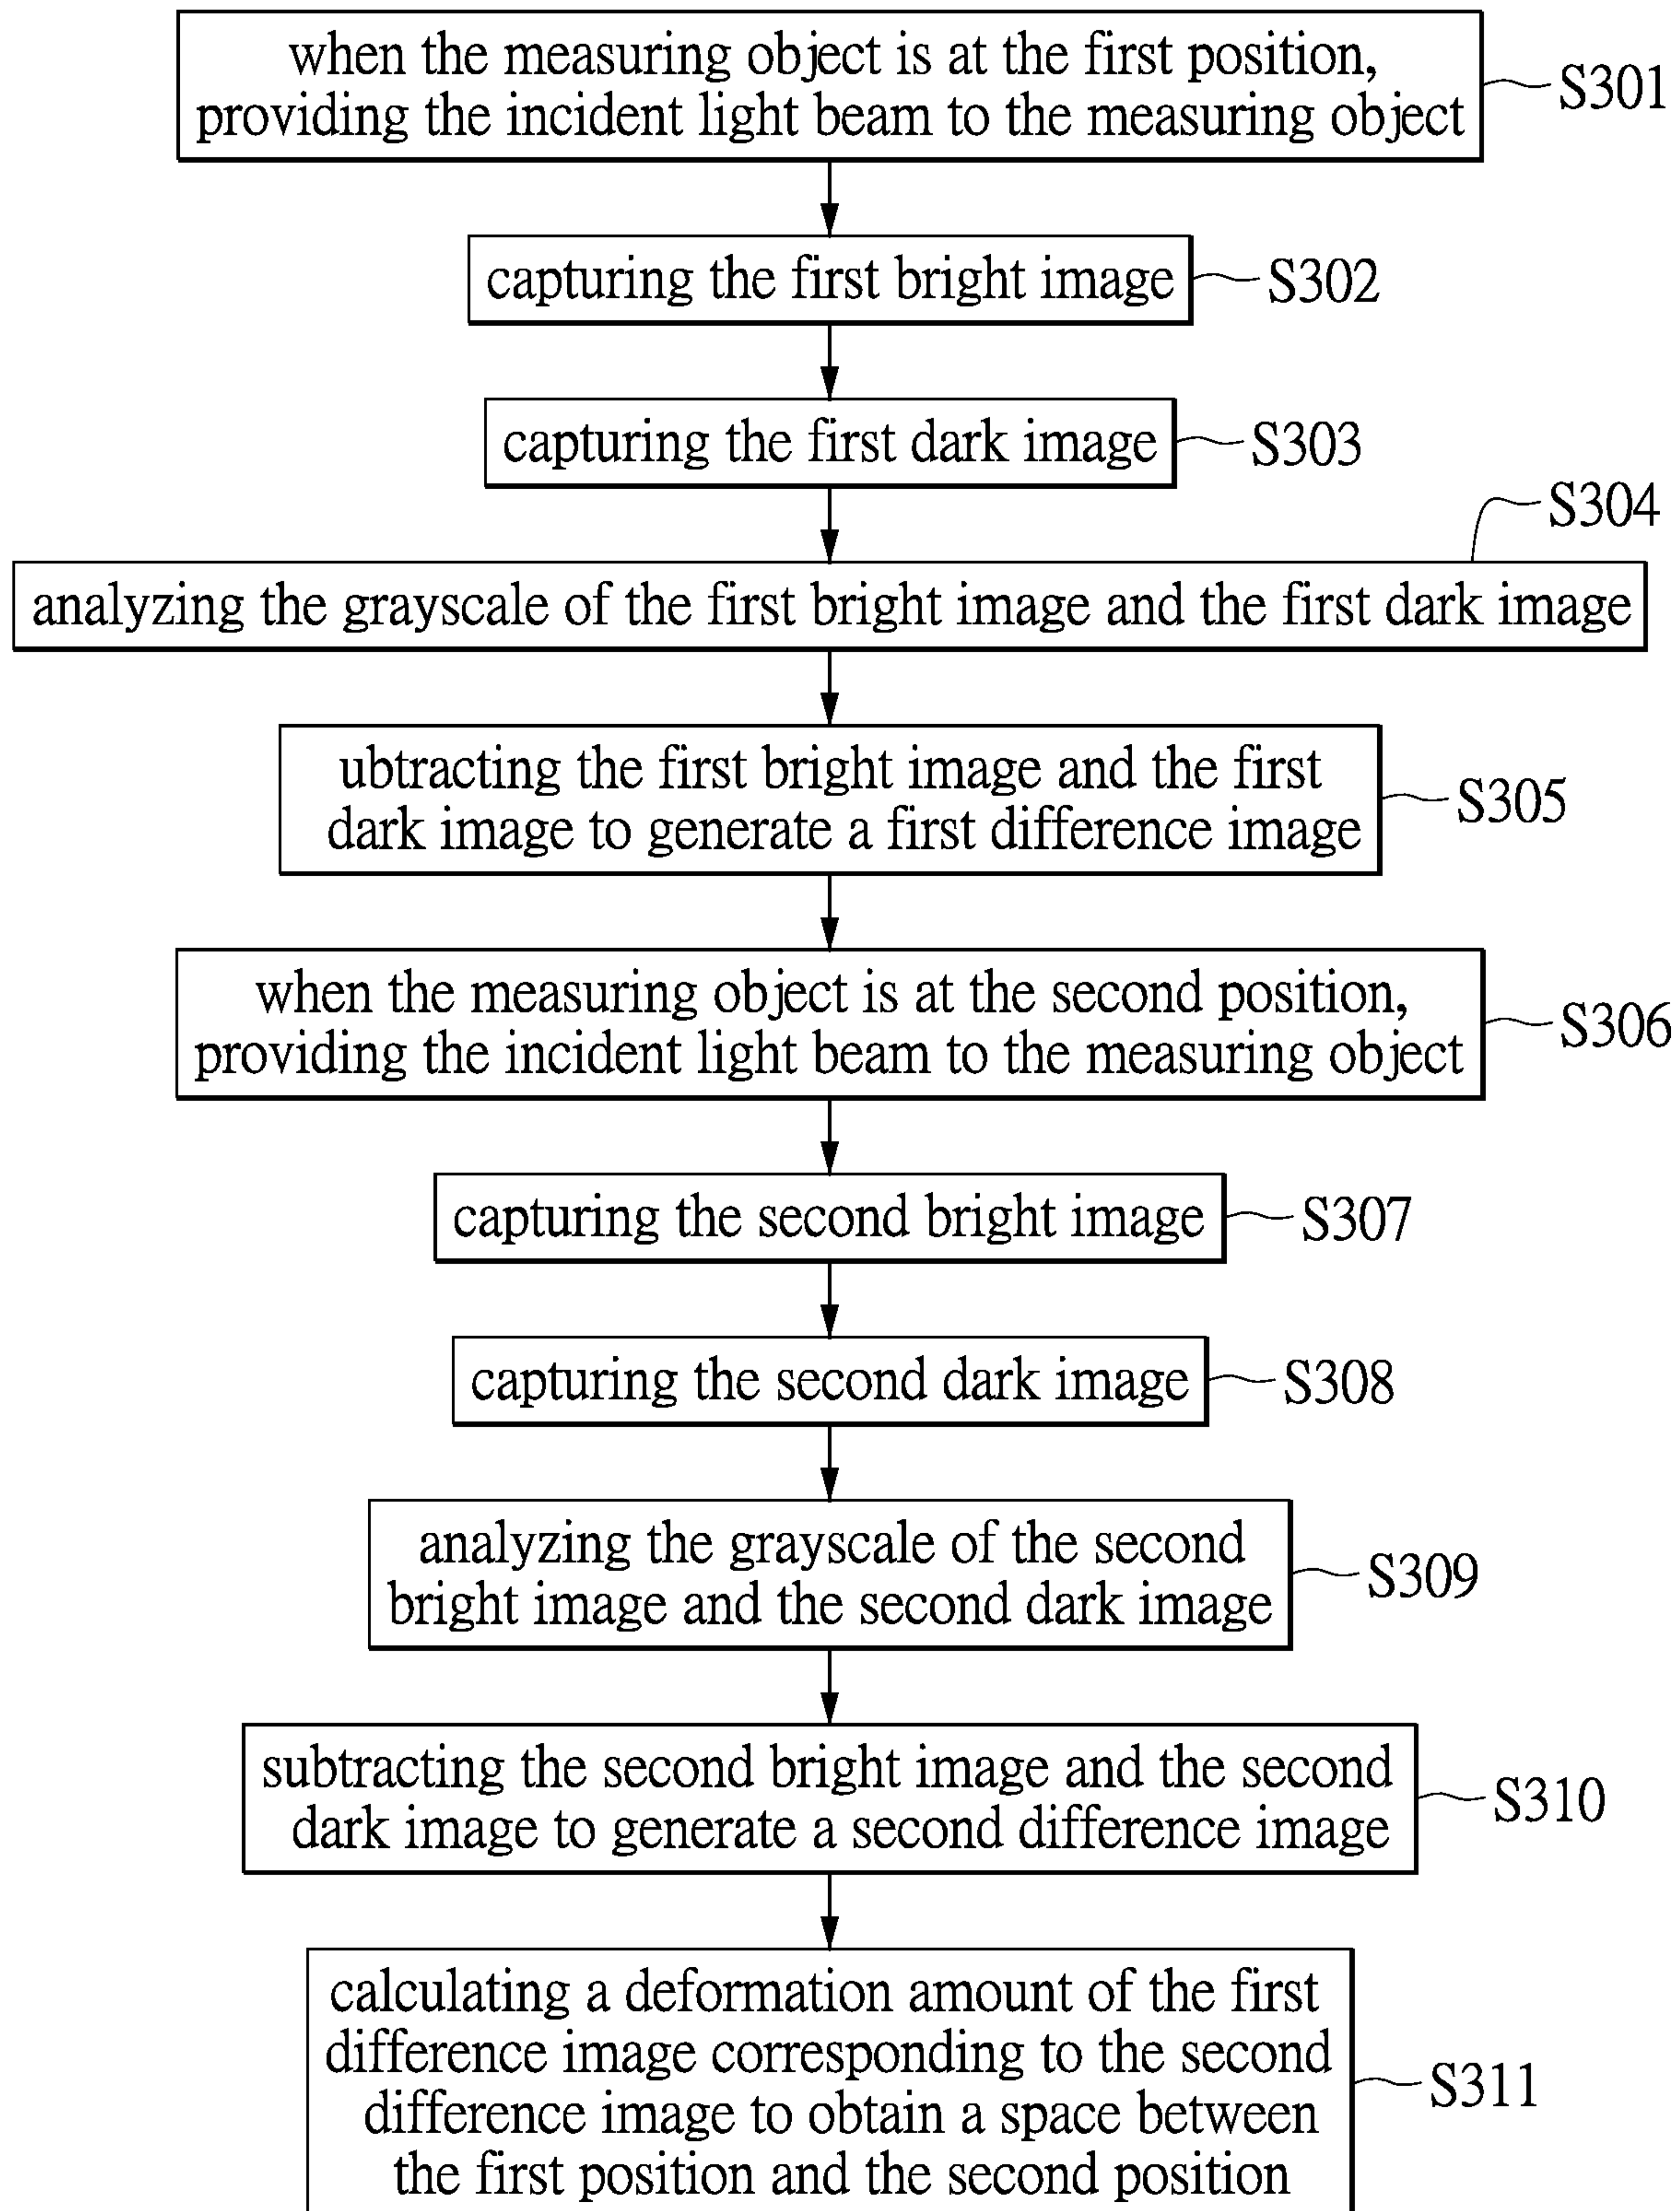 when the measuring object is at the first position,
providing the incident light beam to the measuring object
S301
capturing the first bright image
S302
capturing the first dark image
S303
S304
analyzing the grayscale of the first bright image and the first dark image
ubtracting the first bright image and the first
dark image to generate a first difference image
S305
when the measuring object is at the second position,
providing the incident light beam to the measuring object
S306
capturing the second bright image
S307
capturing the second dark image
S308
analyzing the grayscale of the second
bright image and the second dark image
S309
subtracting the second bright image and the second
dark image to generate a second difference image
S310
calculating a deformation amount of the first
difference image corresponding to the second
difference image to obtain a space between
the first position and the second position
S311